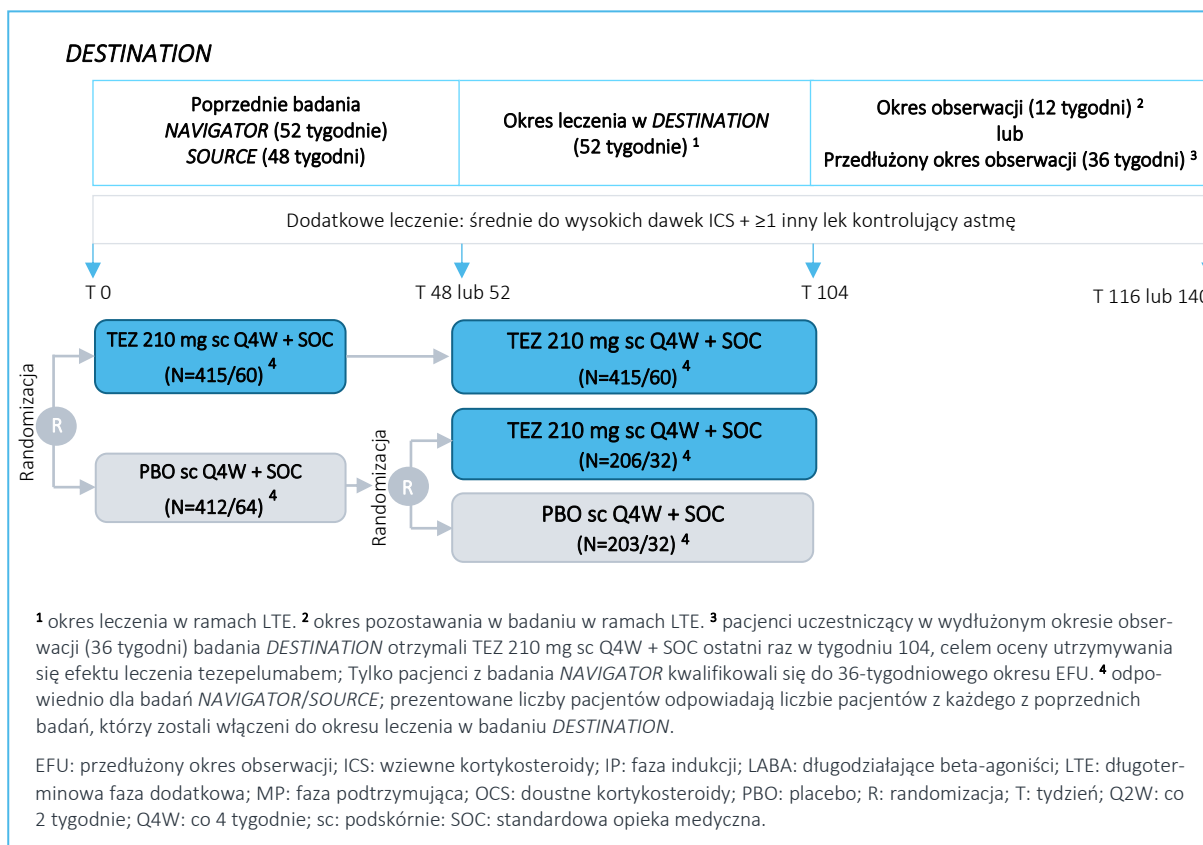 DESTINATION
Poprzednie badania
NAVIGATOR (52 tygodnie)
SOURCE (48 tygodni)
Okres leczenia w DESTINATION
(52 tygodnie) ¹
Okres obserwacji (12 tygodni) ²
lub
Przedłużony okres obserwacji (36 tygodni) ³
Dodatkowe leczenie: średnie do wysokich dawek ICS + ≥1 inny lek kontrolujący astmę
T 0
T 48 lub 52
T 104
T 116 lub 140
Randomizacja
R
TEZ 210 mg sc Q4W + SOC
(N=415/60) ⁴
PBO sc Q4W + SOC
(N=412/64) ⁴
Randomizacja
R
TEZ 210 mg sc Q4W + SOC
(N=415/60) ⁴
TEZ 210 mg sc Q4W + SOC
(N=206/32) ⁴
PBO sc Q4W + SOC
(N=203/32) ⁴
¹ okres leczenia w ramach LTE. ² okres pozostawania w badaniu w ramach LTE. ³ pacjenci uczestniczący w wydłużonym okresie obser-
wacji (36 tygodni) badania DESTINATION otrzymali TEZ 210 mg sc Q4W + SOC ostatni raz w tygodniu 104, celem oceny utrzymywania
się efektu leczenia tezepelumabem; Tylko pacjenci z badania NAVIGATOR kwalifikowali się do 36-tygodniowego okresu EFU. ⁴ odpo-
wiednio dla badań NAVIGATOR/SOURCE; prezentowane liczby pacjentów odpowiadają liczbie pacjentów z każdego z poprzednich
badań, którzy zostali włączeni do okresu leczenia w badaniu DESTINATION.
EFU: przedłużony okres obserwacji; ICS: wziewne kortykosteroidy; IP: faza indukcji; LABA: długodziałające beta-agoniści; LTE: długoter-
minowa faza dodatkowa; MP: faza podtrzymująca; OCS: doustne kortykosteroidy; PBO: placebo; R: randomizacja; T: tydzień; Q2W: co
2 tygodnie; Q4W: co 4 tygodnie; sc: podskórnie: SOC: standardowa opieka medyczna.